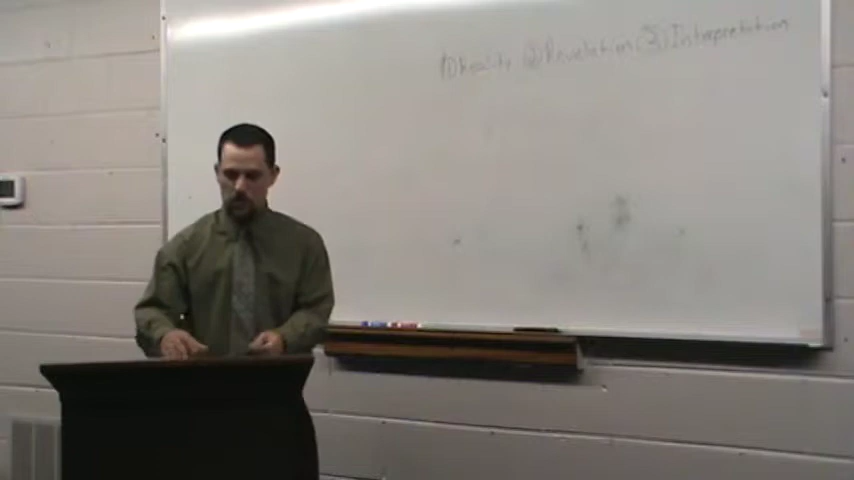 ① Reality ② Revelation ③ Interpretation